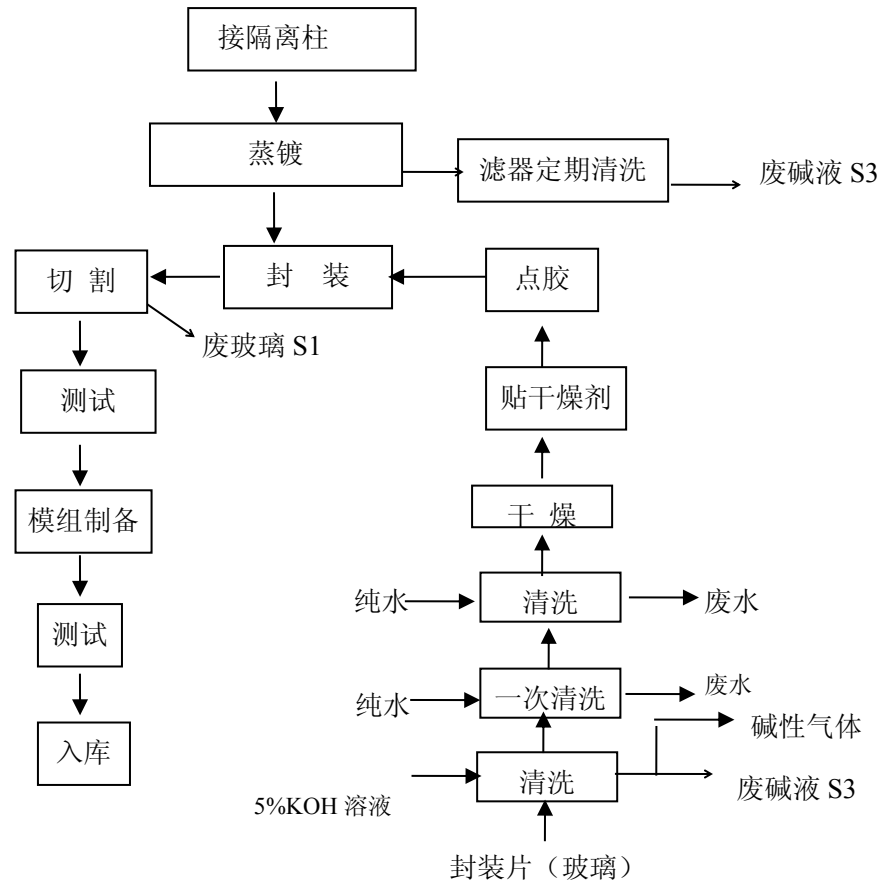 接隔离柱
蒸镀
滤器定期清洗
废碱液 S3
切 割
封 装
点胶
废玻璃 S1
测试
贴干燥剂
模组制备
干 燥
纯水
清洗
废水
测试
纯水
一次清洗
废水
碱性气体
入库
清洗
废碱液 S3
5%KOH 溶液
封装片（玻璃）